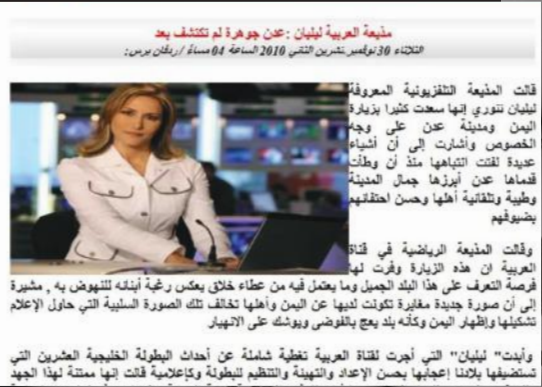 مذيعة العربية ليليان :عدن جوهرة لم تكتشف بعد
الثلاثاء 30 نوفمبر-تشرين الثاني 2010 الساعة 04 مساءً / ردفان برس:
قالت المذيعة التلفزيونية المعروفة
ليليان تنوري إنها سعدت كثيرا بزيارة
اليمن ومدينة عدن على وجه
الخصوص وأشارت إلى أن أشياء
عديدة لفتت انتباهها منذ أن وطأت
قدماها عدن أبرزها جمال المدينة
وطيبة وتلقائية أهلها وحسن احتفائهم
بضيوفهم
وقالت المذيعة الرياضية في قناة
العربية ان هذه الزيارة وفرت لها
فرصة التعرف على هذا البلد الجميل وما يعتمل فيه من عطاء خلاق يعكس رغبة أبنائه للنهوض به , مشيرة
إلى أن صورة جديدة مغايرة تكونت لديها عن اليمن وأهلها تخالف تلك الصورة السلبية التي حاول الإعلام
تشكيلها وإظهار اليمن وكأنه بلد يعج بالفوضى ويوشك على الانهيار
وأبدت" ليليان" التي أجرت لقناة العربية تغطية شاملة عن أحداث البطولة الخليجية العشرين التي
تستضيفها بلادنا إعجابها بحسن الإعداد والتهيئة والتنظيم للبطولة وكإعلامية قالت إنها ممتنة لهذا الجهد